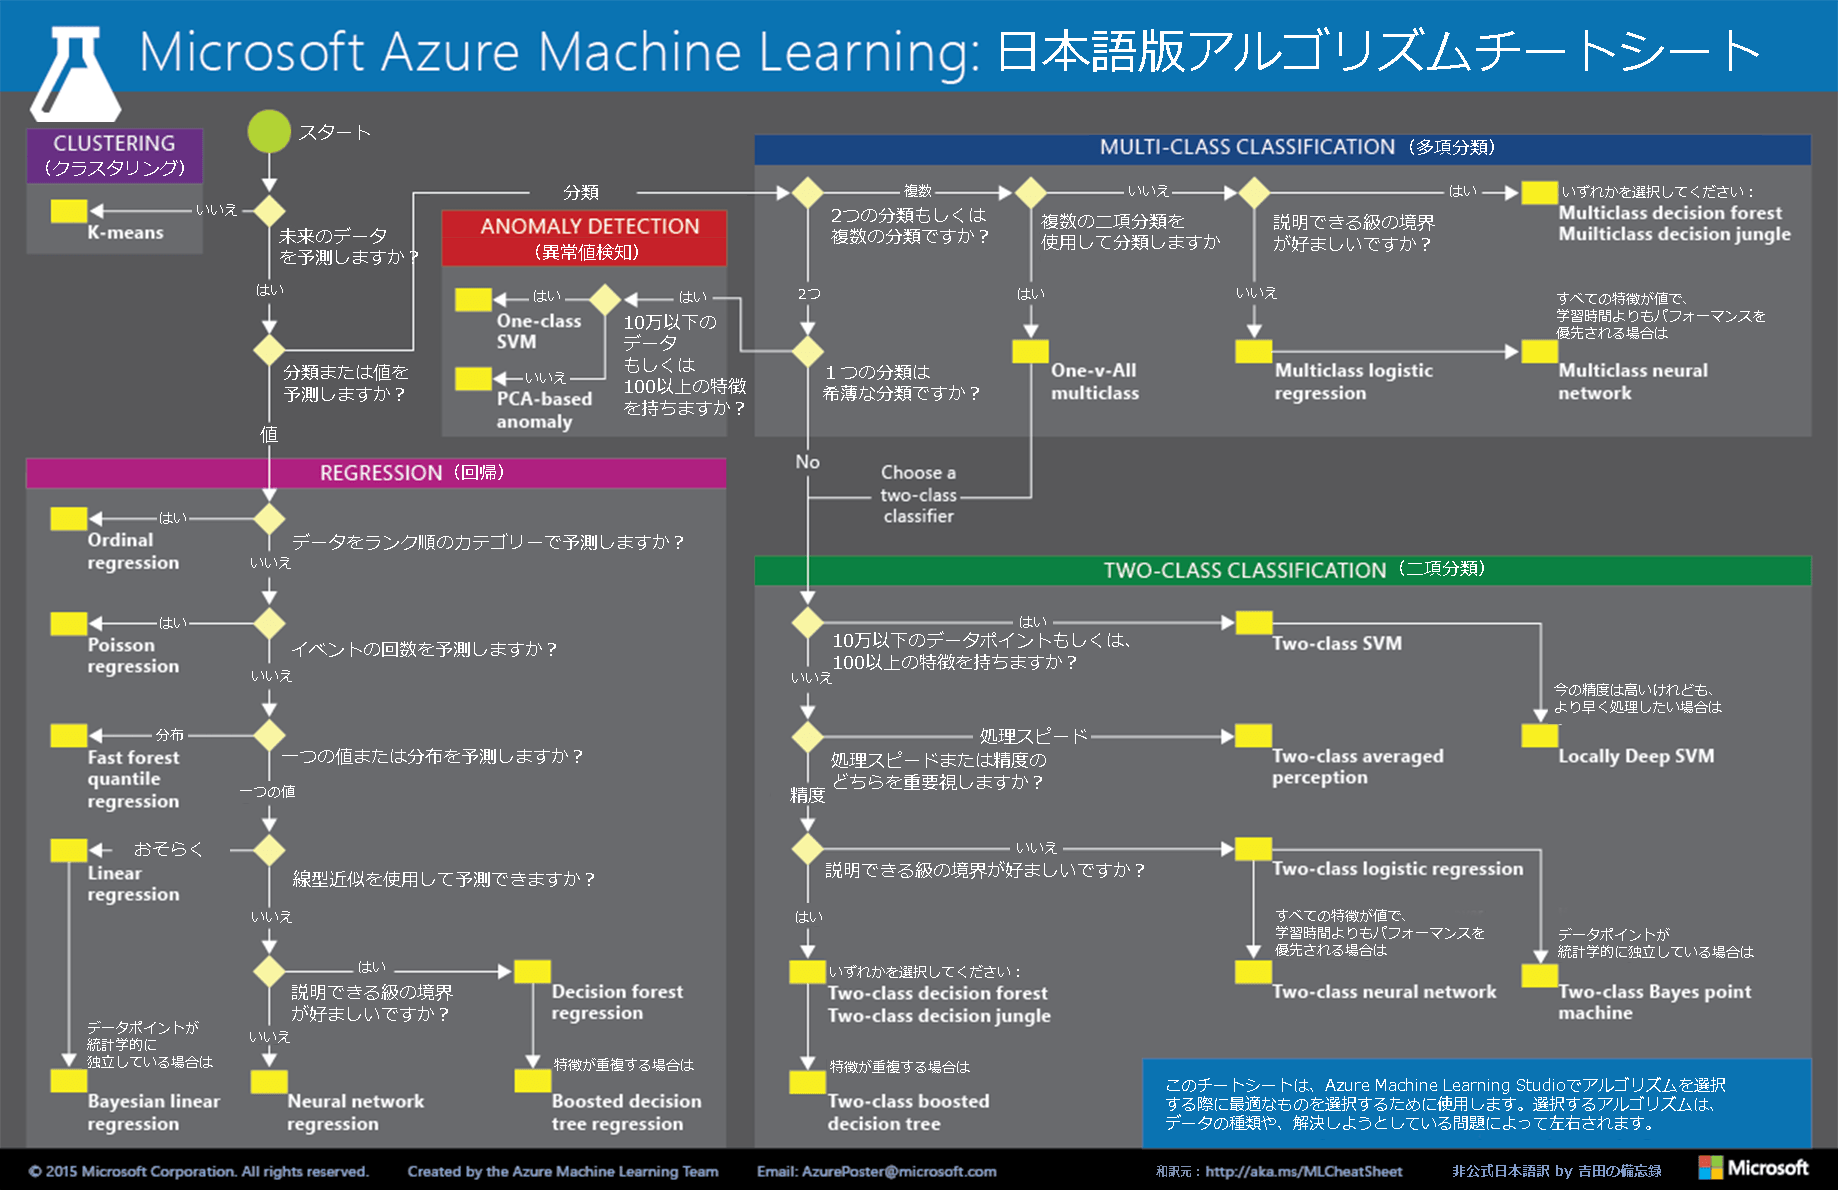 Microsoft Azure Machine Learning: 日本語版アルゴリズムチートシート
スタート
CLUSTERING
（クラスタリング）
いいえ
K-means
未来のデータ
を予測しますか？
はい
分類または値を
予測しますか？
分類
値
ANOMALY DETECTION
（異常値検知）
はい
One-class
SVM
いいえ
PCA-based
anomaly
はい
10万以下の
データ
もしくは
100以上の特徴
を持ちますか？
MULTI-CLASS CLASSIFICATION（多項分類）
2つの分類もしくは
複数の分類ですか？
複数
複数の二項分類を
使用して分類しますか
いいえ
説明できる級の境界
が好ましいですか？
はい
いずれかを選択してください：
Multiclass decision forest
Muilticlass decision jungle
2つ
はい
いいえ
すべての特徴が値で、
学習時間よりもパフォーマンスを
優先される場合は
１つの分類は
希薄な分類ですか？
One-v-All
multiclass
Multiclass logistic
regression
Multiclass neural
network
No
Choose a
two-class
classifier
REGRESSION（回帰）
はい
Ordinal
regression
データをランク順のカテゴリーで予測しますか？
いいえ
はい
Poisson
regression
イベントの回数を予測しますか？
いいえ
分布
Fast forest
quantile
regression
一つの値または分布を予測しますか？
一つの値
おそらく
Linear
regression
線型近似を使用して予測できますか？
いいえ
はい
説明できる級の境界
が好ましいですか？
Decision forest
regression
データポイントが
統計学的に
独立している場合は
いいえ
特徴が重複する場合は
Bayesian linear
regression
Neural network
regression
Boosted decision
tree regression
TWO-CLASS CLASSIFICATION（二項分類）
はい
10万以下のデータポイントもしくは、
100以上の特徴を持ちますか？
Two-class SVM
いいえ
今の精度は高いけれども、
より早く処理したい場合は
Locally Deep SVM
処理スピード
処理スピードまたは精度の
どちらを重要視しますか？
Two-class averaged
perception
精度
いいえ
説明できる級の境界が好ましいですか？
Two-class logistic regression
はい
すべての特徴が値で、
学習時間よりもパフォーマンスを
優先される場合は
データポイントが
統計学的に独立している場合は
いずれかを選択してください：
Two-class decision forest
Two-class decision jungle
Two-class neural network
Two-class Bayes point
machine
特徴が重複する場合は
Two-class boosted
decision tree
このチートシートは、Azure Machine Learning Studioでアルゴリズムを選択
する際に最適なものを選択するために使用します。選択するアルゴリズムは、
データの種類や、解決しようとしている問題によって左右されます。
© 2015 Microsoft Corporation. All rights reserved. Created by the Azure Machine Learning Team Email: AzurePoster@microsoft.com 和訳元：http://aka.ms/MLCheatSheet 非公式日本語訳 by 吉田の備忘録 Microsoft